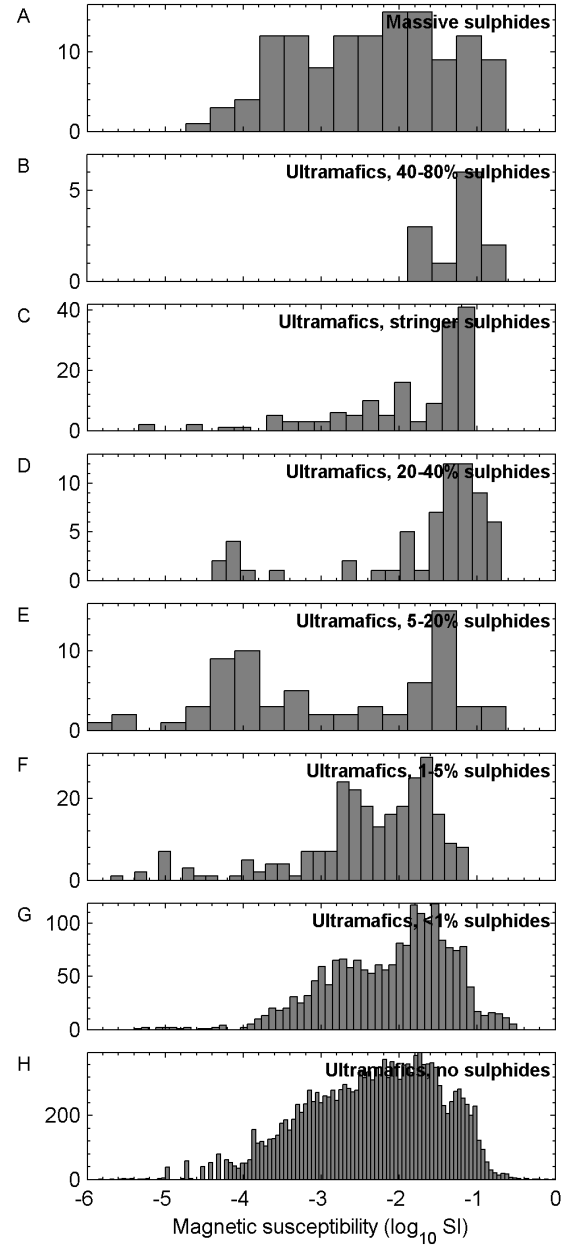 A
Massive sulphides
10
0
B
Ultramafics, 40-80% sulphides
5
0
C
Ultramafics, stringer sulphides
40
20
0
D
Ultramafics, 20-40% sulphides
10
5
0
E
Ultramafics, 5-20% sulphides
10
0
F
Ultramafics, 1-5% sulphides
20
0
G
Ultramafics, <1% sulphides
100
50
0
H
Ultramafics, no sulphides
200
0
-6 -5 -4 -3 -2 -1 0
Magnetic susceptibility (log10 SI)